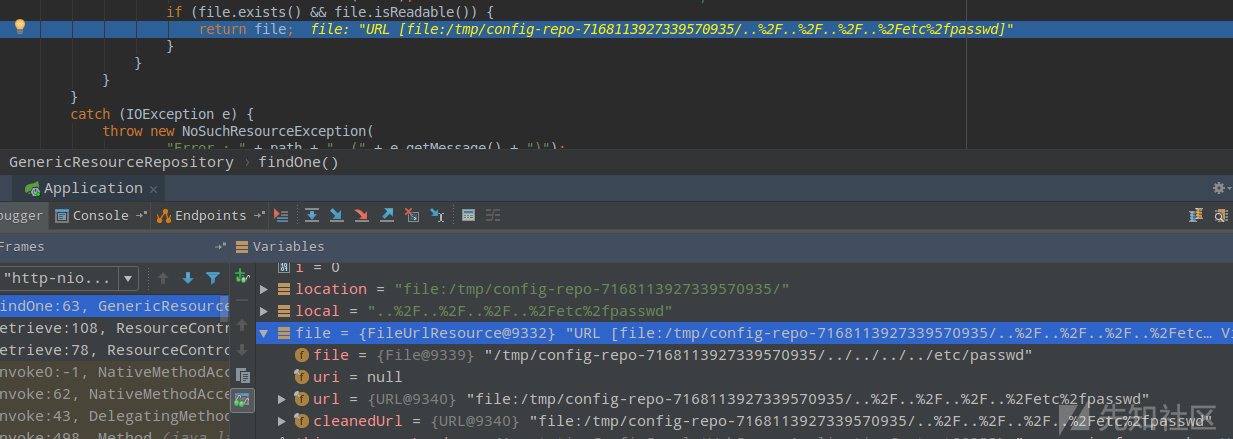 if (file.exists() && file.isReadable()) {
return file;  file: "URL [file:/tmp/config-repo-7168113927339570935/..%2F..%2F..%2F..%2Fetc%2fpasswd]"
}
}
}
}
catch (IOException e) {
throw new NoSuchResourceException(
"Error : " + path + " (" + e.getMessage() + ")");
GenericResourceRepository › findOne()
Application ×
bugger Console →" Endpoints →"
Frames →" Variables
"http-nio... 
i = 0
location = "file:/tmp/config-repo-7168113927339570935/"
indOne:63, GenericResource
local = "..%2F..%2F..%2F..%2Fetc%2fpasswd"
etrieve:108, ResourceContr
file = {FileUrlResource@9332} "URL [file:/tmp/config-repo-7168113927339570935/..%2F..%2F..%2F..%2Fetc... Vi
etrieve:78, ResourceContro
file = {File@9339} "/tmp/config-repo-7168113927339570935/../../../../etc/passwd"
nvoke0:-1, NativeMethodAcc
uri = null
nvoke:62, NativeMethodAcce
url = {URL@9340} "file:/tmp/config-repo-7168113927339570935/..%2F..%2F..%2F..%2Fetc%2fpasswd"
nvoke:43, DelegatingMethod
cleanedUrl = {URL@9340} "file:/tmp/config-repo-7168113927339570935/..%2F..%2F..%2F..%2Fetc%2fpasswd
nvoke:498, Method (java.la
先知社区